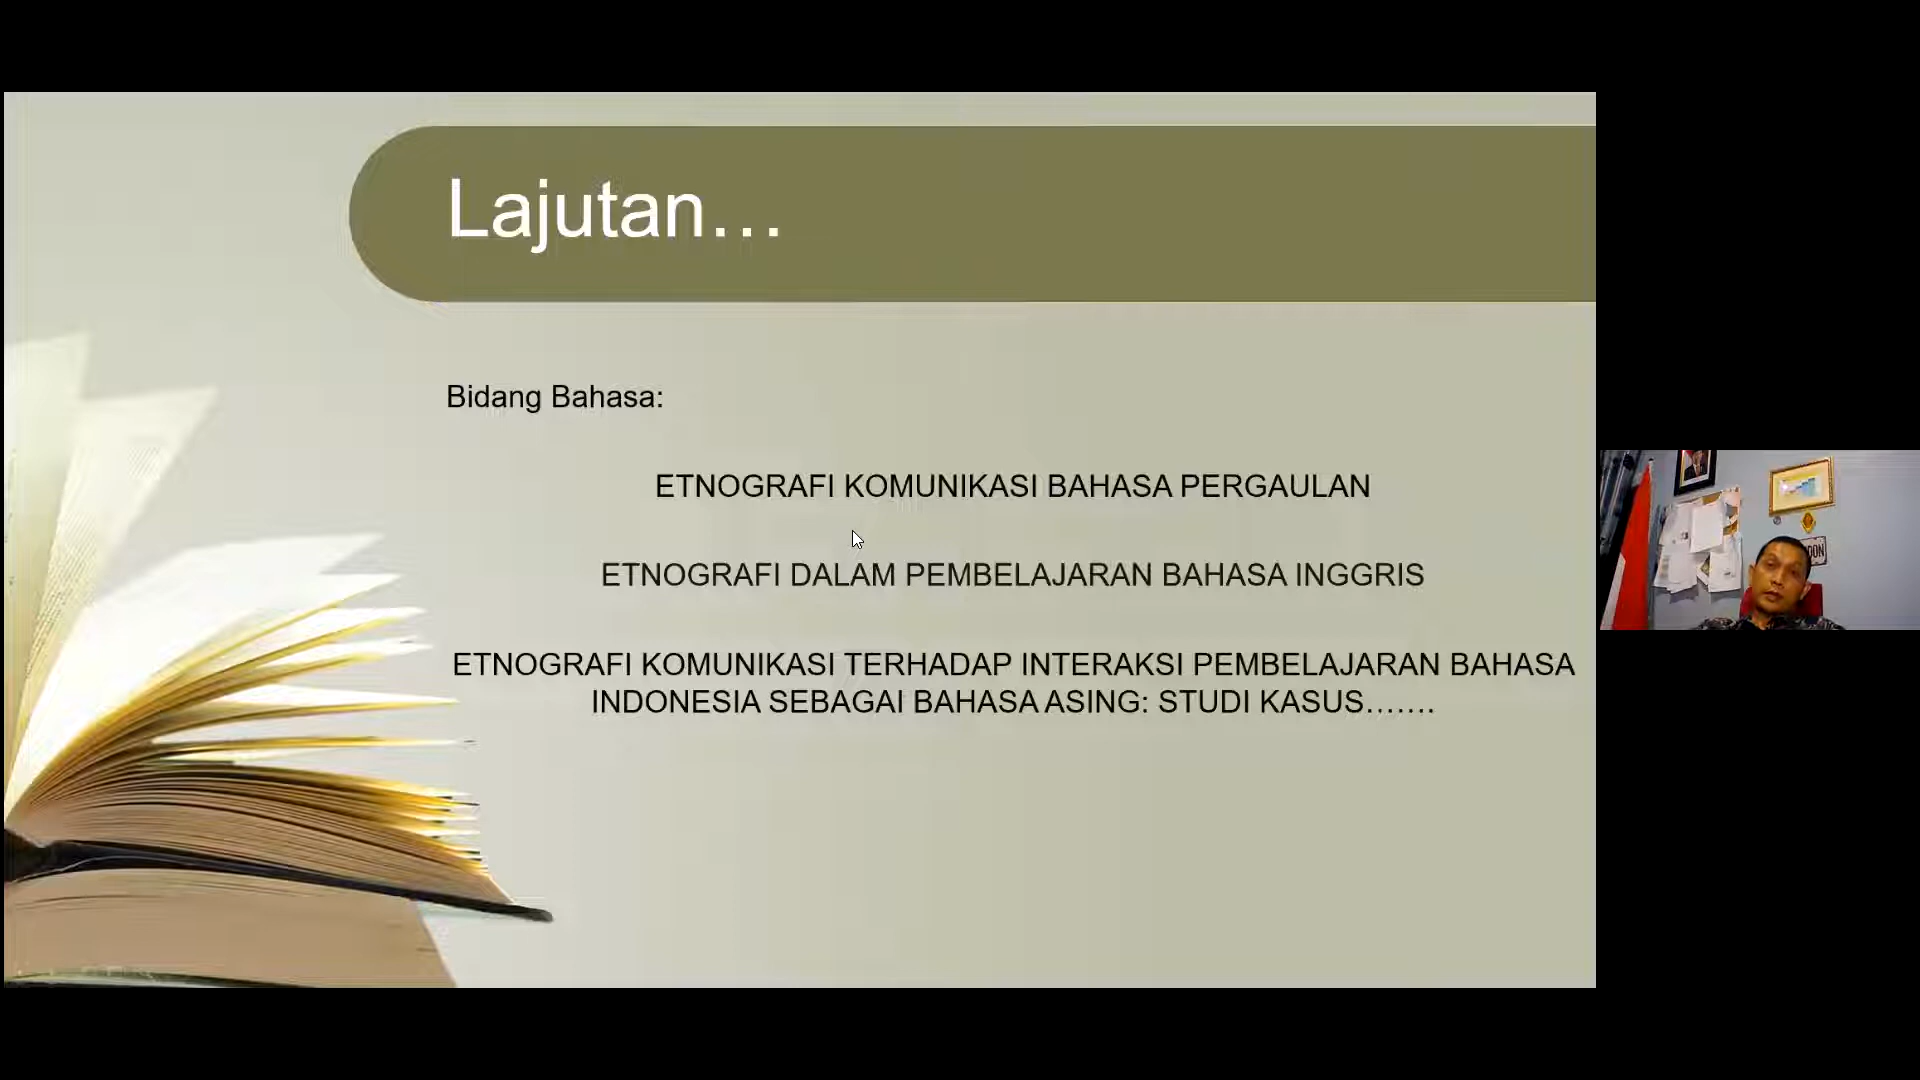 Lajutan...
Bidang Bahasa:
ETNOGRAFI KOMUNIKASI BAHASA PERGAULAN
ETNOGRAFI DALAM PEMBELAJARAN BAHASA INGGRIS
ETNOGRAFI KOMUNIKASI TERHADAP INTERAKSI PEMBELAJARAN BAHASA
INDONESIA SEBAGAI BAHASA ASING: STUDI KASUS.......